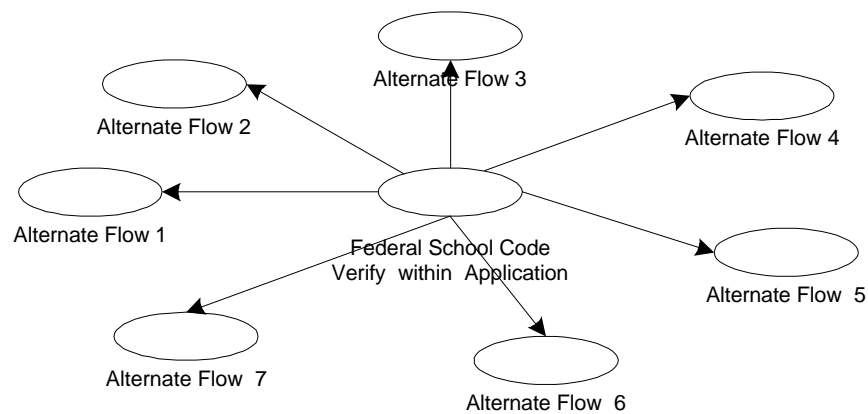 Alternate Flow 3
Alternate Flow 2
Alternate Flow 4
Alternate Flow 1
Federal School Code
Verify within Application
Alternate Flow 5
Alternate Flow 7
Alternate Flow 6